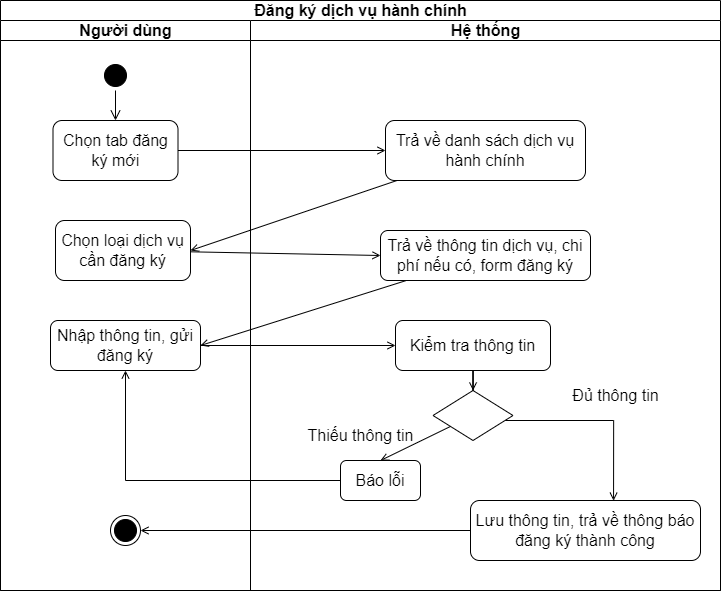 Đăng ký dịch vụ hành chính
Người dùng
Hệ thống
Chọn tab đăng
ký mới
Trả về danh sách dịch vụ
hành chính
Chọn loại dịch vụ
cần đăng ký
Trả về thông tin dịch vụ, chi
phí nếu có, form đăng ký
Nhập thông tin, gửi
đăng ký
Kiểm tra thông tin
Đủ thông tin
Thiếu thông tin
Báo lỗi
Lưu thông tin, trả về thông báo
đăng ký thành công